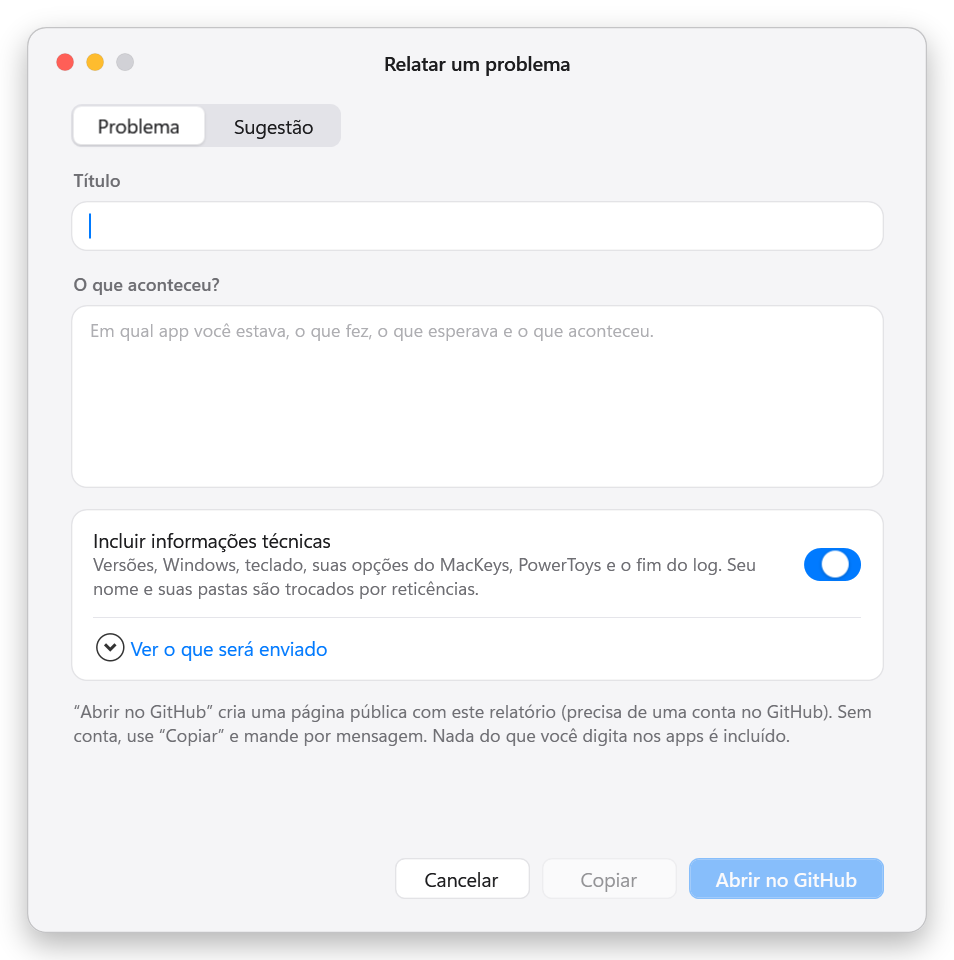 Relatar um problema
Problema
Sugestão
Título
O que aconteceu?
Em qual app você estava, o que fez, o que esperava e o que aconteceu.
Incluir informações técnicas
Versões, Windows, teclado, suas opções do MacKeys, PowerToys e o fim do log. Seu
nome e suas pastas são trocados por reticências.
Ver o que será enviado
“Abrir no GitHub” cria uma página pública com este relatório (precisa de uma conta no GitHub). Sem
conta, use “Copiar” e mande por mensagem. Nada do que você digita nos apps é incluído.
Cancelar
Copiar
Abrir no GitHub